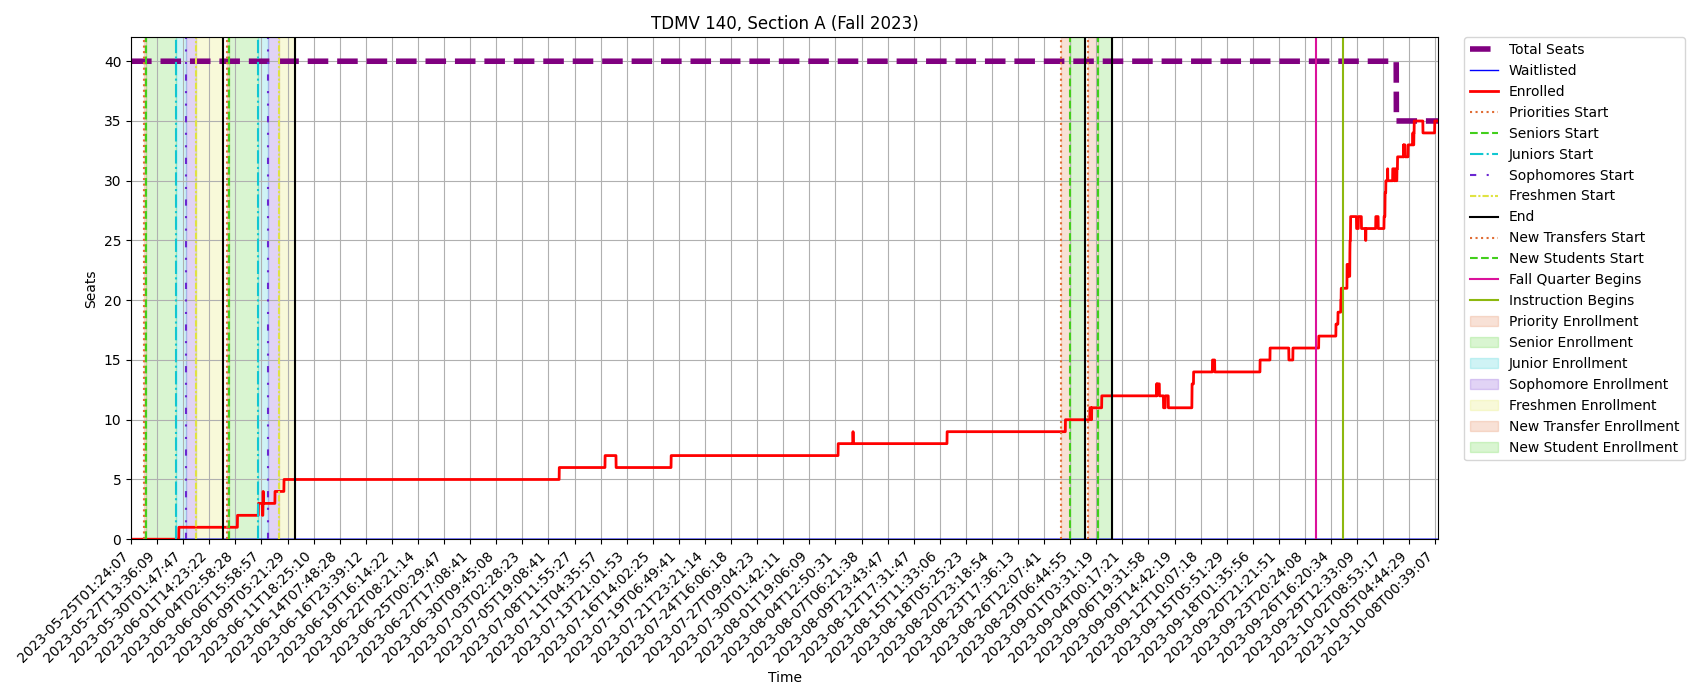 TDMV 140, Section A (Fall 2023)
Seats
40
35
30
25
20
15
10
5
0
2023-05-25T01:24:07
2023-05-27T13:36:09
2023-05-30T01:47:47
2023-06-01T14:23:22
2023-06-04T02:58:28
2023-06-06T15:58:57
2023-06-09T05:21:29
2023-06-11T18:25:10
2023-06-14T07:48:28
2023-06-16T23:39:12
2023-06-19T16:14:22
2023-06-22T08:21:14
2023-06-25T00:29:41
2023-06-27T17:08:41
2023-06-30T09:45:08
2023-07-03T02:28:23
2023-07-05T19:08:41
2023-07-08T11:55:27
2023-07-11T04:35:57
2023-07-13T21:01:53
2023-07-16T14:02:25
2023-07-19T06:49:41
2023-07-21T23:21:14
2023-07-24T16:06:18
2023-07-27T09:04:23
2023-07-30T01:42:11
2023-08-01T19:06:09
2023-08-04T12:50:31
2023-08-07T06:21:38
2023-08-09T23:43:47
2023-08-12T17:31:47
2023-08-15T11:33:06
2023-08-18T05:25:23
2023-08-20T23:18:54
2023-08-23T17:36:13
2023-08-26T12:07:41
2023-08-29T06:44:55
2023-09-01T03:31:19
2023-09-04T00:17:21
2023-09-06T19:31:58
2023-09-09T14:42:19
2023-09-12T10:07:18
2023-09-15T05:51:29
2023-09-18T01:35:56
2023-09-20T21:21:51
2023-09-23T20:24:08
2023-09-26T16:20:34
2023-09-29T12:33:09
2023-10-02T08:53:17
2023-10-05T04:44:29
2023-10-08T00:39:07
Time
Total Seats
Waitlisted
Enrolled
Priorities Start
Seniors Start
Juniors Start
Sophomores Start
Freshmen Start
End
New Transfers Start
New Students Start
Fall Quarter Begins
Instruction Begins
Priority Enrollment
Senior Enrollment
Junior Enrollment
Sophomore Enrollment
Freshmen Enrollment
New Transfer Enrollment
New Student Enrollment